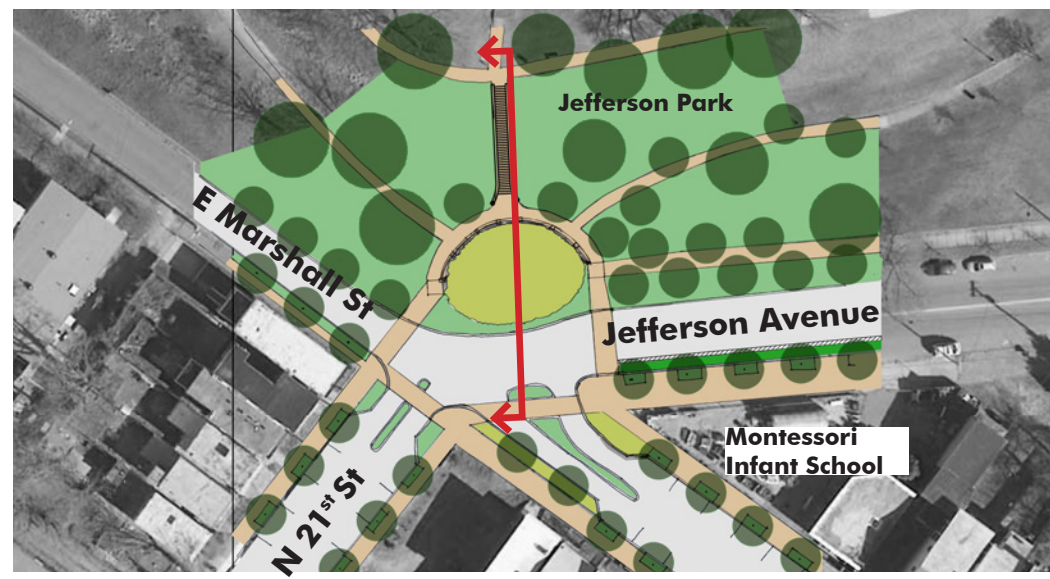 Jefferson Park
E Marshall St
Jefferson Avenue
Montessori
Infant School
N 21st St